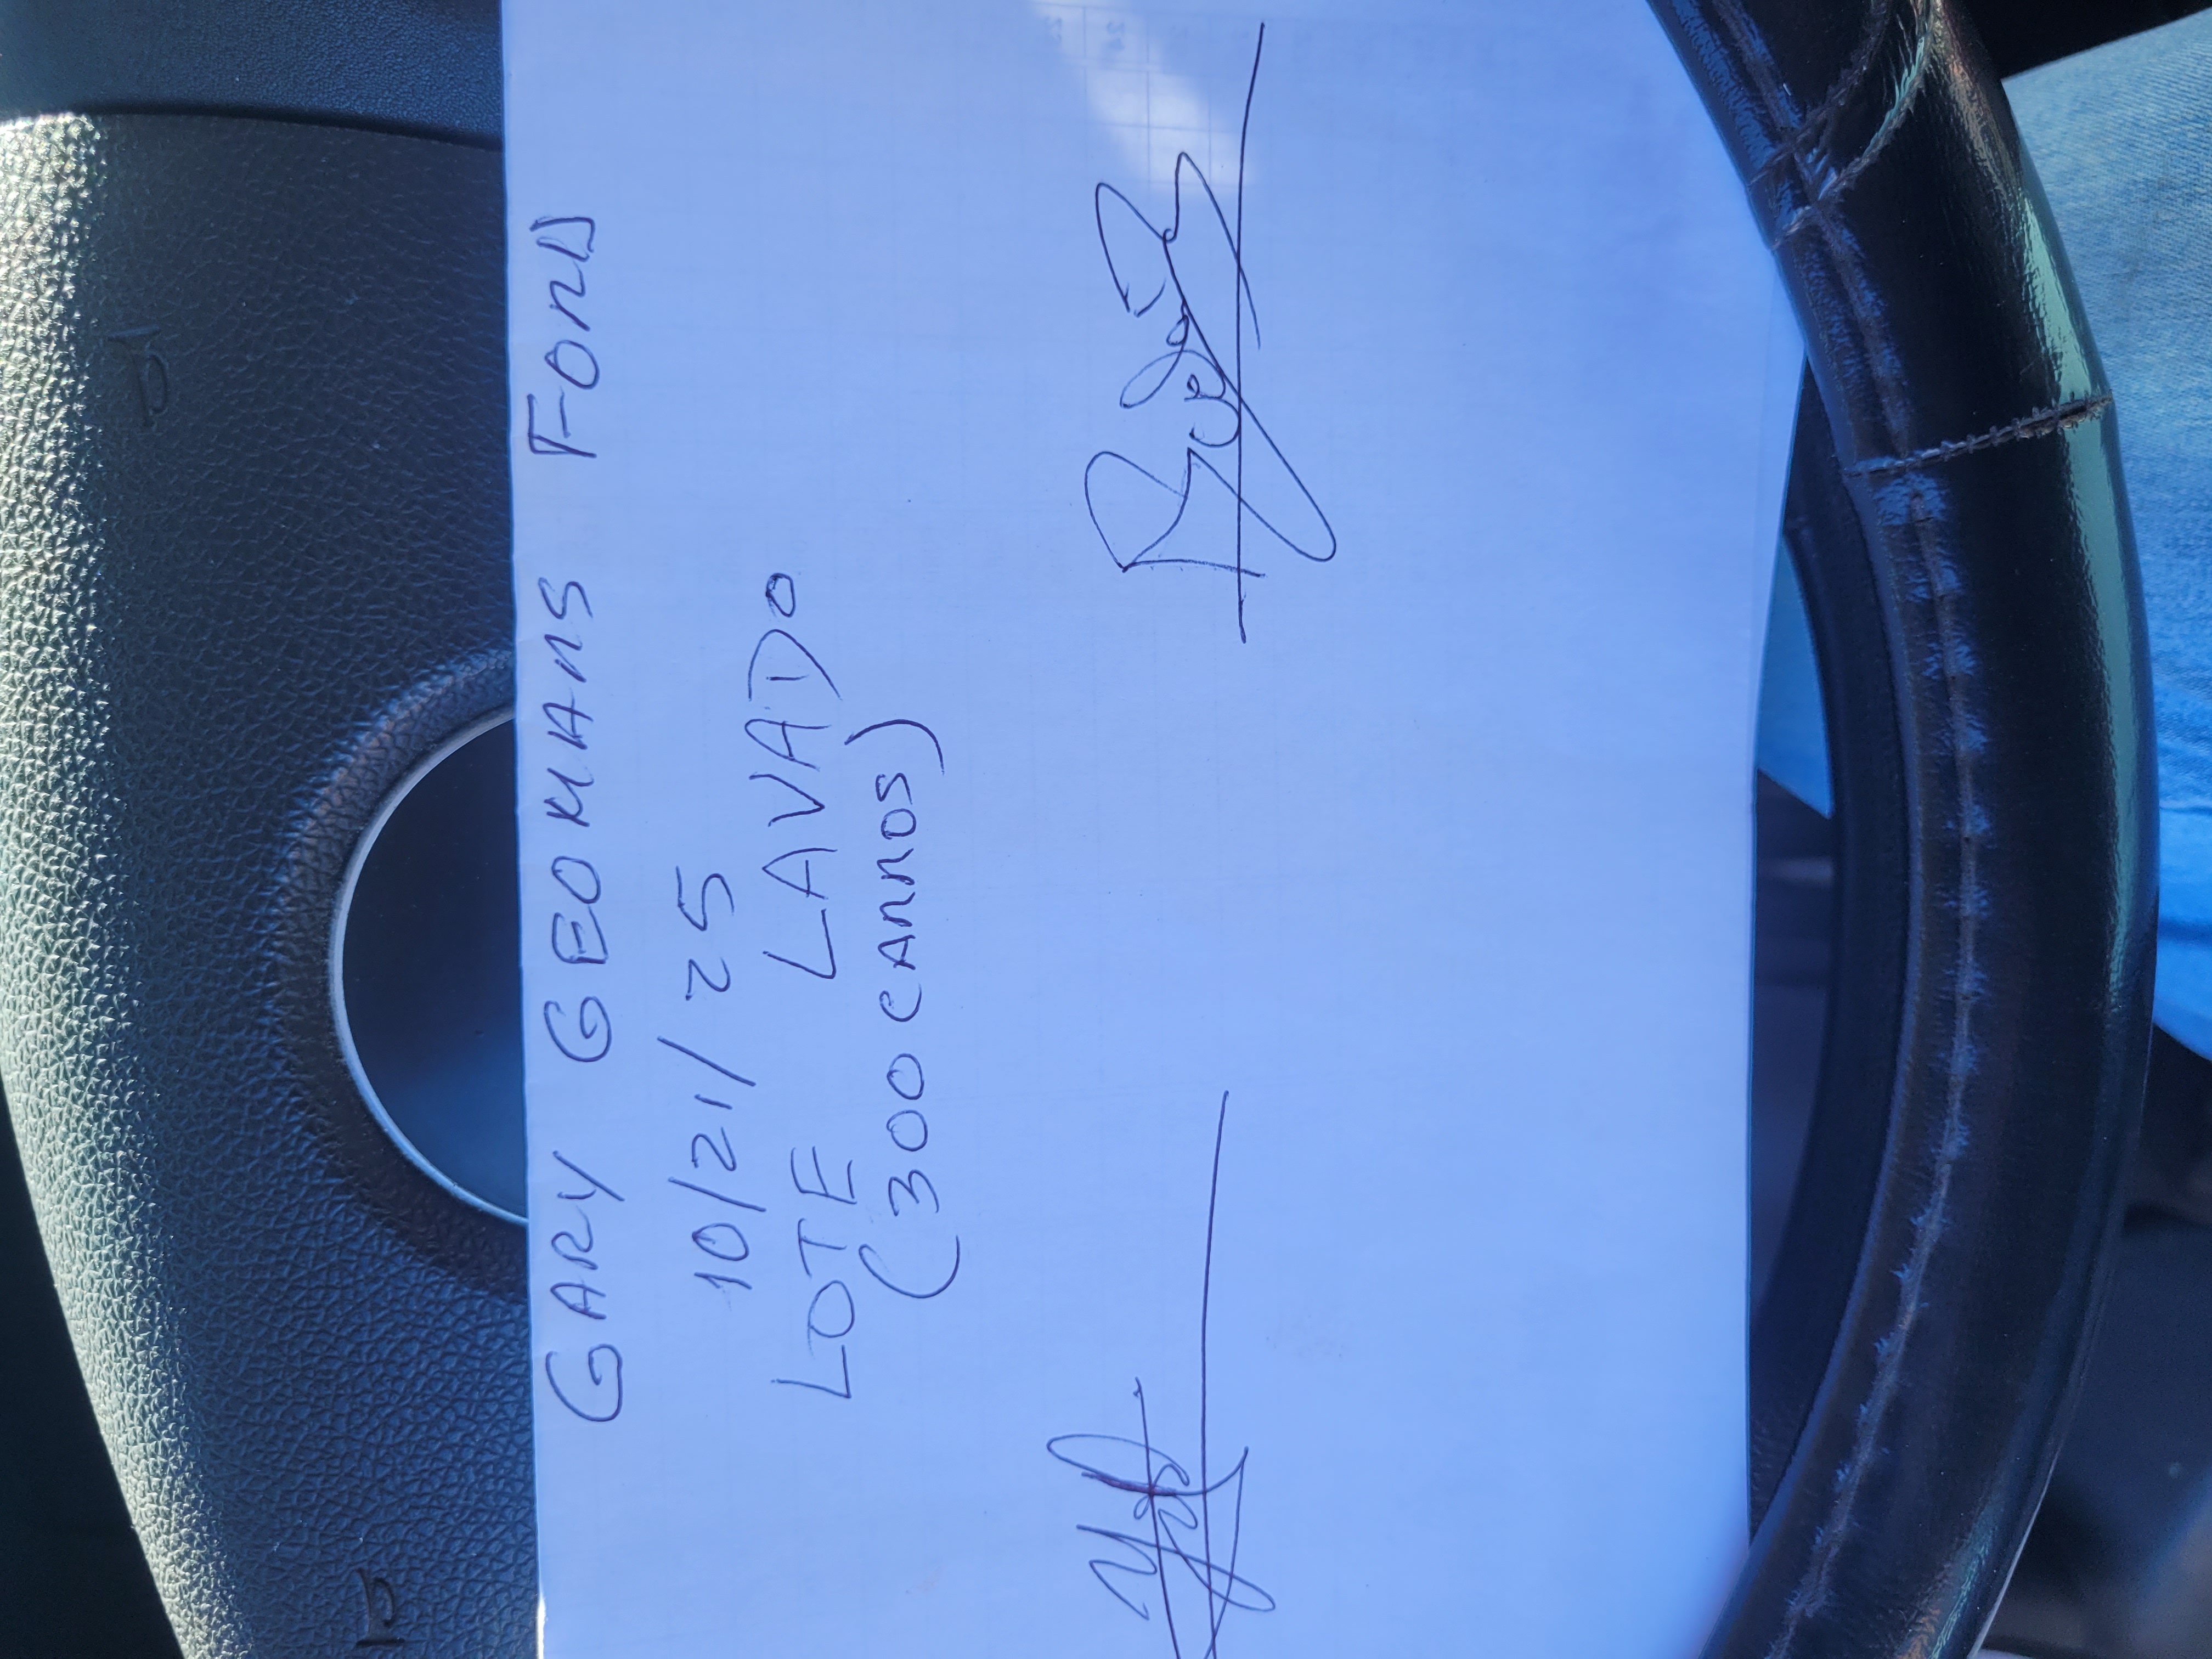 GARY GEOMANS FORD
10/21/25
LOTE LAVADO
(300 CARROS)